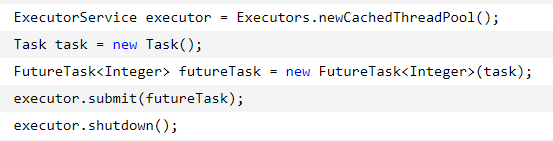 ExecutorService executor = Executors.newCachedThreadPool();
Task task = new Task();
FutureTask<Integer> futureTask = new FutureTask<Integer>(task);
executor.submit(futureTask);
executor.shutdown();